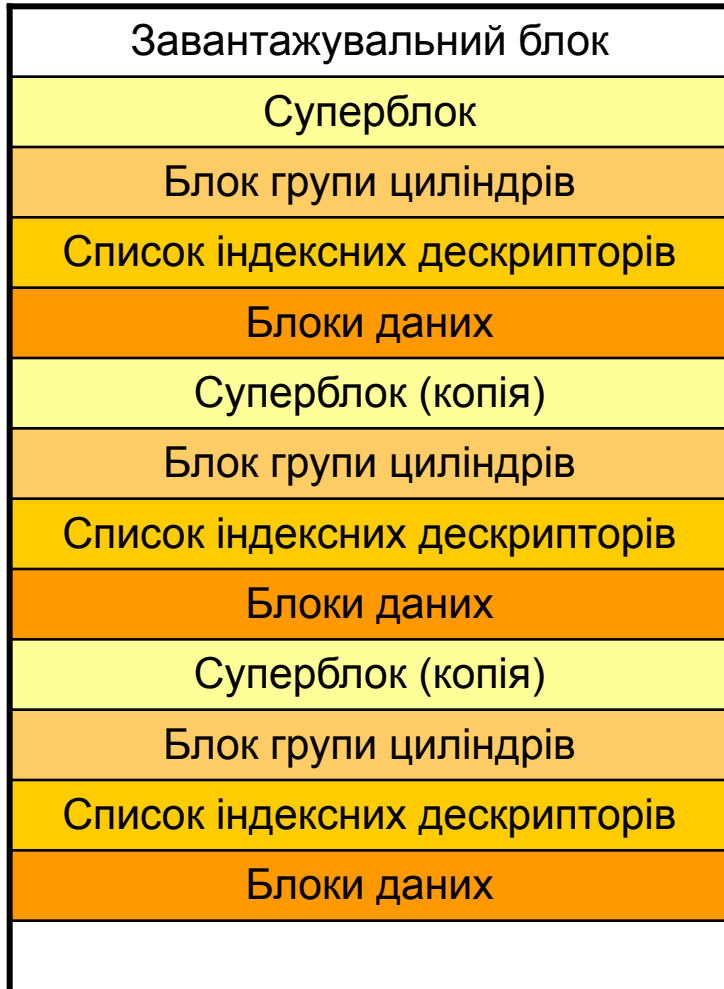 Завантажувальний блок
Суперблок
Блок групи циліндрів
Список індексних дескрипторів
Блоки даних
Суперблок (копія)
Блок групи циліндрів
Список індексних дескрипторів
Блоки даних
Суперблок (копія)
Блок групи циліндрів
Список індексних дескрипторів
Блоки даних